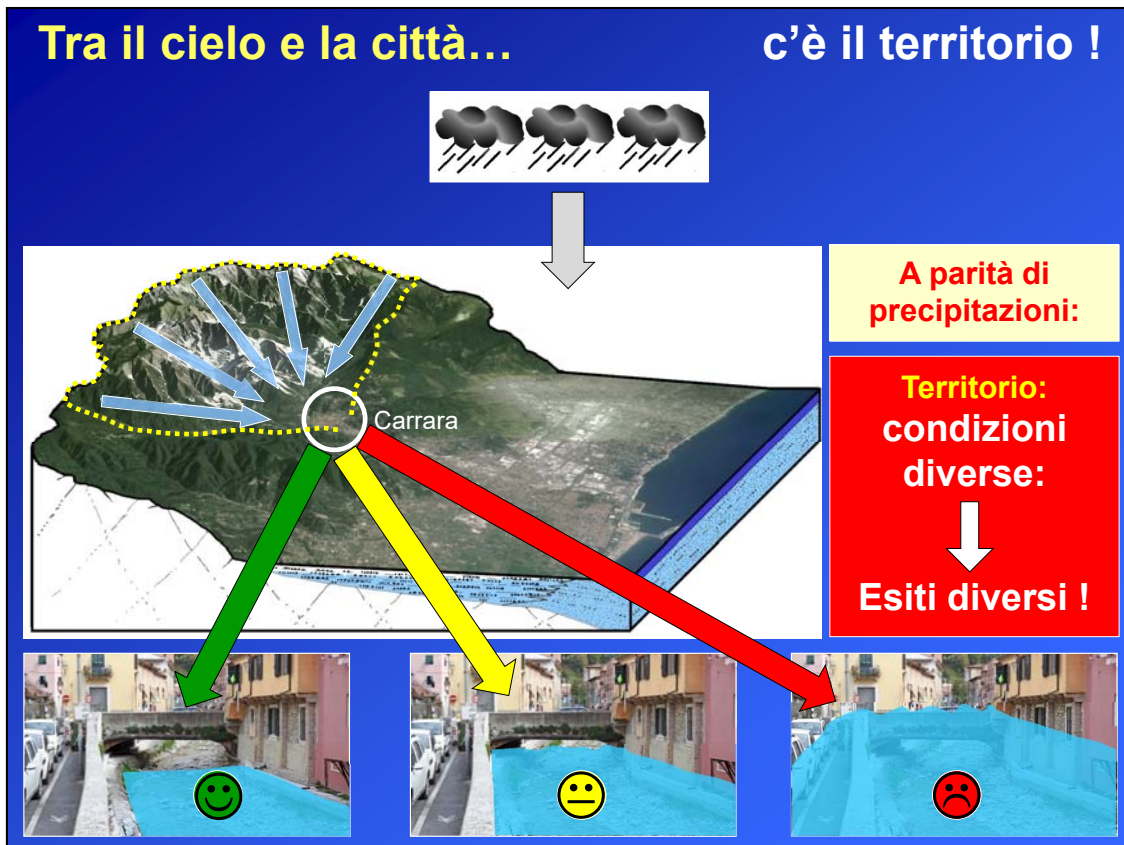 Tra il cielo e la città… c’è il territorio !
A parità di
precipitazioni:
Carrara
Territorio:
condizioni
diverse:
Esiti diversi !